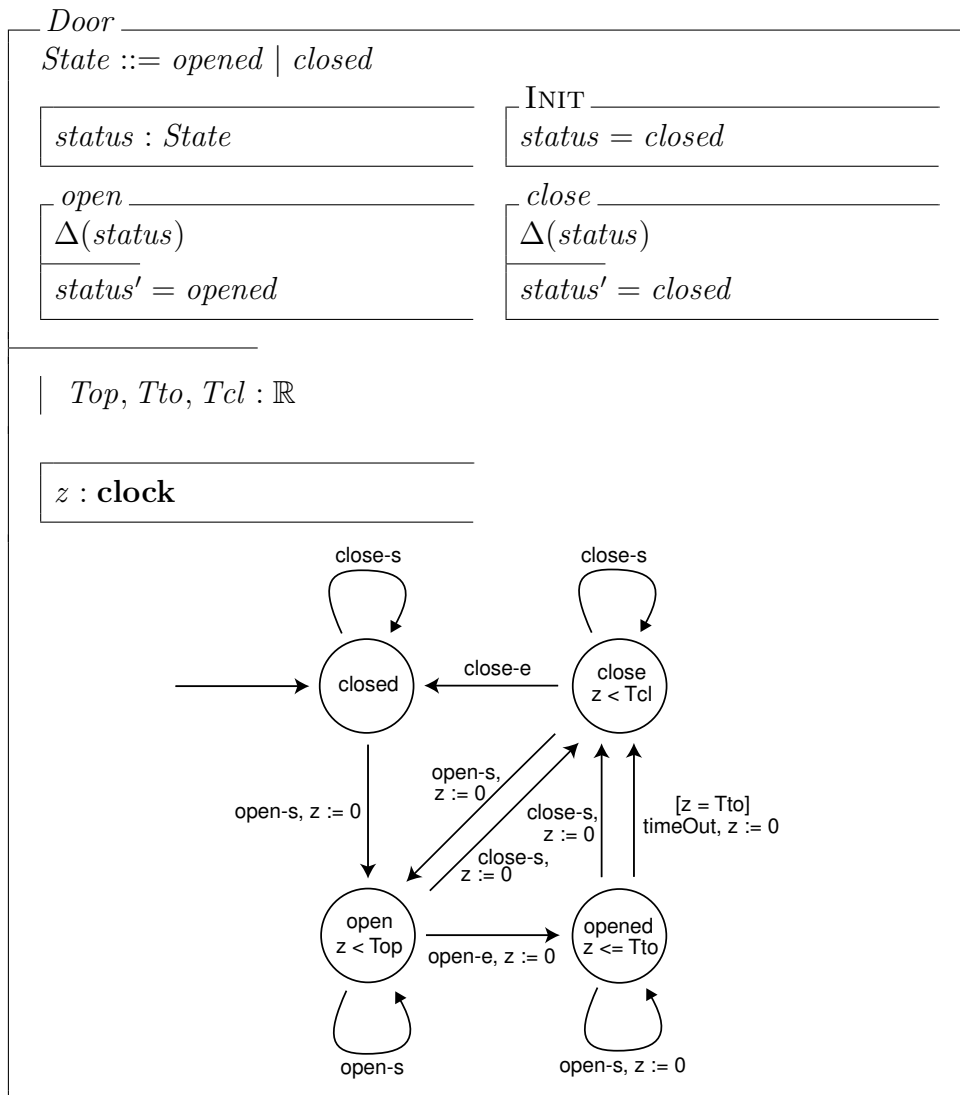 Door
State ::= opened | closed
status : State
INIT
status = closed
open
Δ(status)
status′ = opened
close
Δ(status)
status′ = closed
Top, Tto, Tcl : ℝ
z : clock
close-s
close-s
closed
close-e
close
z < Tcl
open-s, z := 0
open-s,
z := 0
close-s,
z := 0
close-s,
z := 0
[z = Tto]
timeOut, z := 0
open
z < Top
open-e, z := 0
opened
z <= Tto
open-s
open-s, z := 0